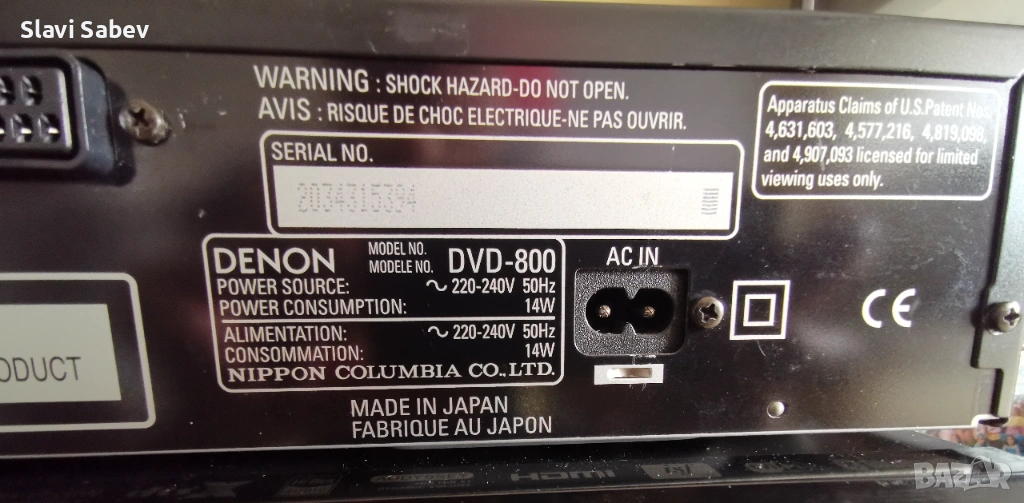 Slavi Sabev
WARNING : SHOCK HAZARD-DO NOT OPEN.
AVIS : RISQUE DE CHOC ELECTRIQUE-NE PAS OUVRIR.
Apparatus Claims of U.S.Patent Nos.
4,631,603, 4,577,216, 4,819,098,
and 4,907,093 licensed for limited
viewing uses only.
SERIAL NO.
2034315394
DENON MODEL NO. MODELE NO. DVD-800
POWER SOURCE: ～ 220-240V 50Hz
POWER CONSUMPTION: 14W
ALIMENTATION: ～ 220-240V 50Hz
CONSOMMATION: 14W
NIPPON COLUMBIA CO., LTD.
AC IN
CE
ODUCT
MADE IN JAPAN
FABRIQUE AU JAPON
HDMI
BAZAR